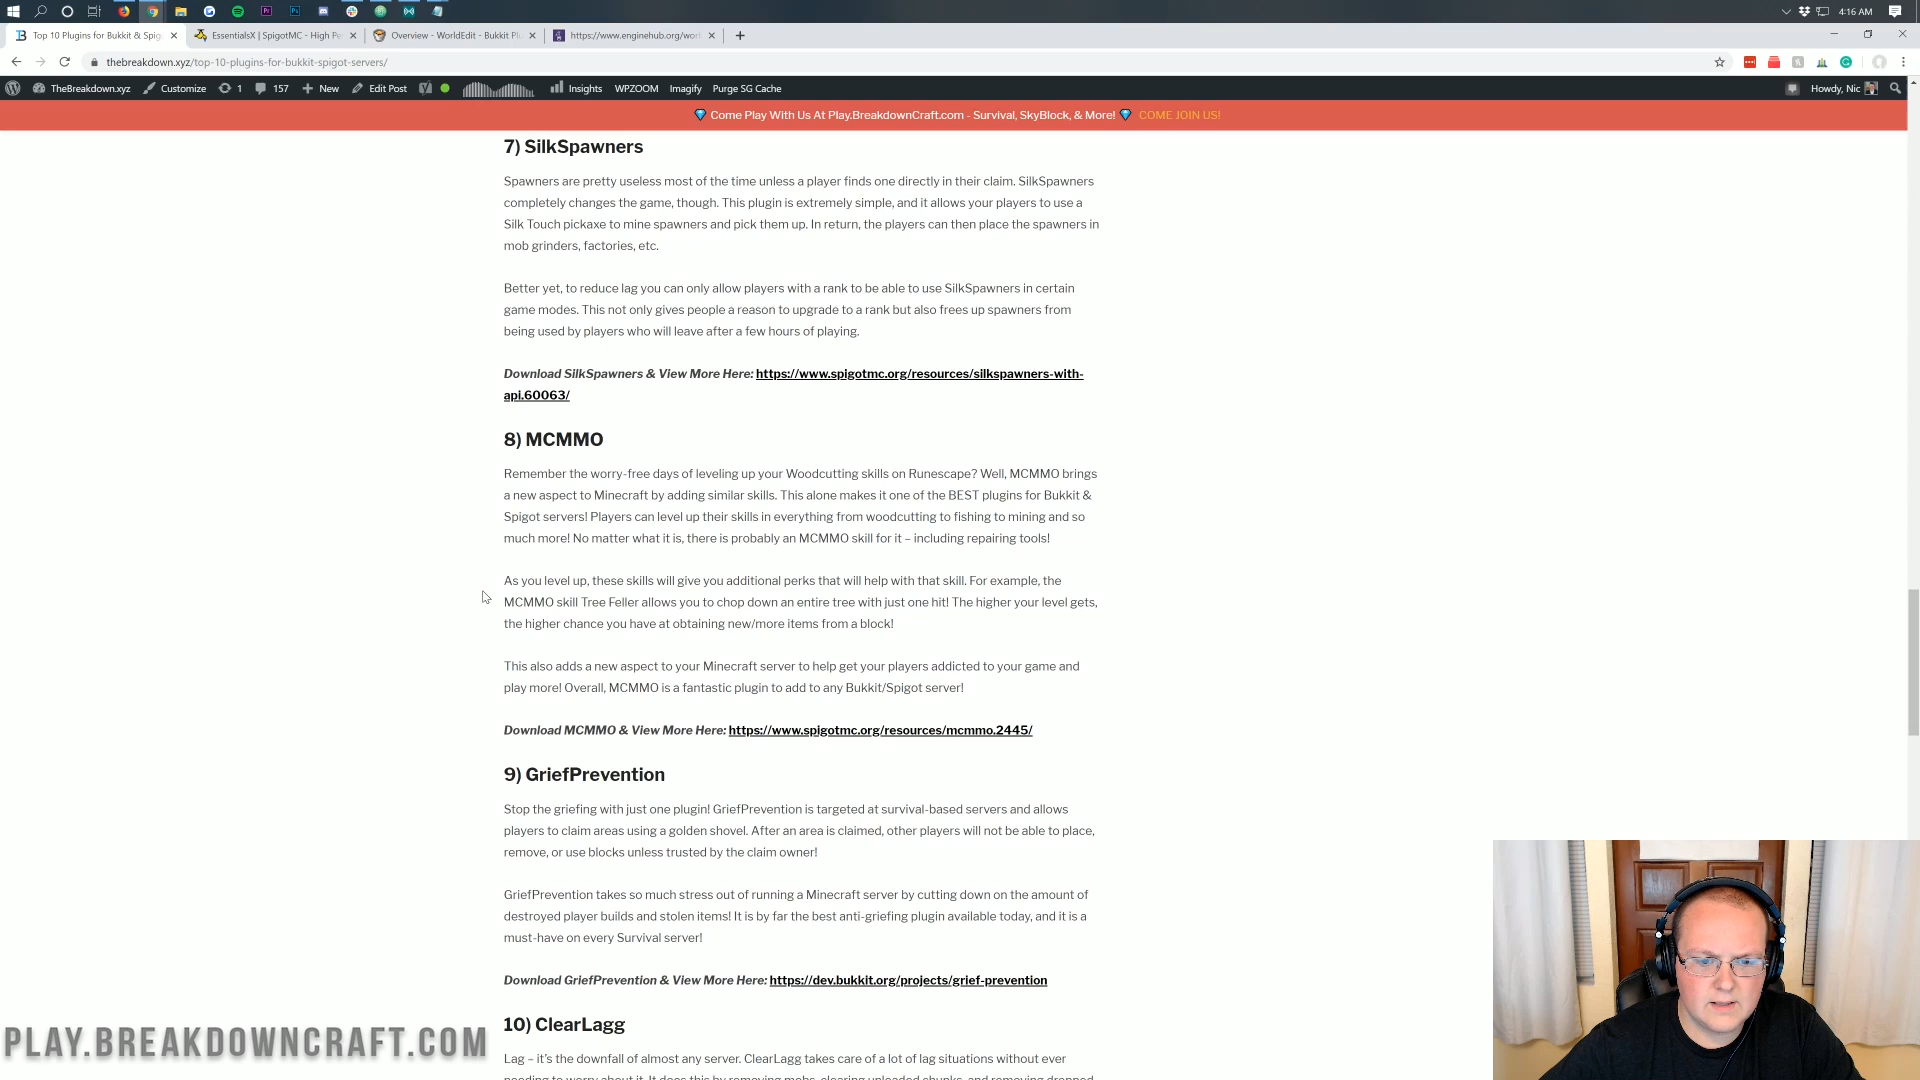 4:16 AM
Top 10 Plugins for Bukkit & Spig
EssentialsX | SpigotMC - High Pe
Overview - WorldEdit - Bukkit Plu
https://www.enginehub.org/wor
thebreakdown.xyz/top-10-plugins-for-bukkit-spigot-servers/
TheBreakdown.xyz Customize 1 157 New Edit Post Insights WPZOOM Imagify Purge SG Cache Howdy, Nic
Come Play With Us At Play.BreakdownCraft.com - Survival, SkyBlock, & More! COME JOIN US!
7) SilkSpawners
Spawners are pretty useless most of the time unless a player finds one directly in their claim. SilkSpawners
completely changes the game, though. This plugin is extremely simple, and it allows your players to use a
Silk Touch pickaxe to mine spawners and pick them up. In return, the players can then place the spawners in
mob grinders, factories, etc.
Better yet, to reduce lag you can only allow players with a rank to be able to use SilkSpawners in certain
game modes. This not only gives people a reason to upgrade to a rank but also frees up spawners from
being used by players who will leave after a few hours of playing.
Download SilkSpawners & View More Here: https://www.spigotmc.org/resources/silkspawners-with-
api.60063/
8) MCMMO
Remember the worry-free days of leveling up your Woodcutting skills on Runescape? Well, MCMMO brings
a new aspect to Minecraft by adding similar skills. This alone makes it one of the BEST plugins for Bukkit &
Spigot servers! Players can level up their skills in everything from woodcutting to fishing to mining and so
much more! No matter what it is, there is probably an MCMMO skill for it – including repairing tools!
As you level up, these skills will give you additional perks that will help with that skill. For example, the
MCMMO skill Tree Feller allows you to chop down an entire tree with just one hit! The higher your level gets,
the higher chance you have at obtaining new/more items from a block!
This also adds a new aspect to your Minecraft server to help get your players addicted to your game and
play more! Overall, MCMMO is a fantastic plugin to add to any Bukkit/Spigot server!
Download MCMMO & View More Here: https://www.spigotmc.org/resources/mcmmo.2445/
9) GriefPrevention
Stop the griefing with just one plugin! GriefPrevention is targeted at survival-based servers and allows
players to claim areas using a golden shovel. After an area is claimed, other players will not be able to place,
remove, or use blocks unless trusted by the claim owner!
GriefPrevention takes so much stress out of running a Minecraft server by cutting down on the amount of
destroyed player builds and stolen items! It is by far the best anti-griefing plugin available today, and it is a
must-have on every Survival server!
Download GriefPrevention & View More Here: https://dev.bukkit.org/projects/grief-prevention
10) ClearLagg
Lag – it's the downfall of almost any server. ClearLagg takes care of a lot of lag situations without ever
needing to worry about it. It does this by removing mobs, clearing unloaded chunks, and removing dropped
PLAY.BREAKDOWNCRAFT.COM